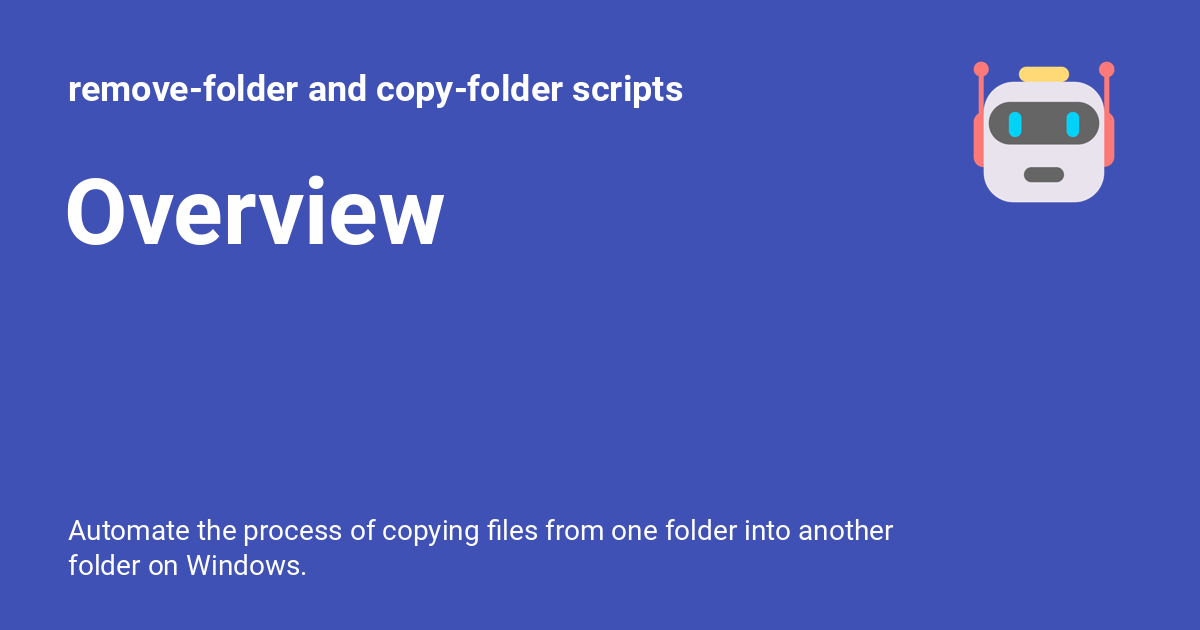 remove-folder and copy-folder scripts
Overview
Automate the process of copying files from one folder into another
folder on Windows.